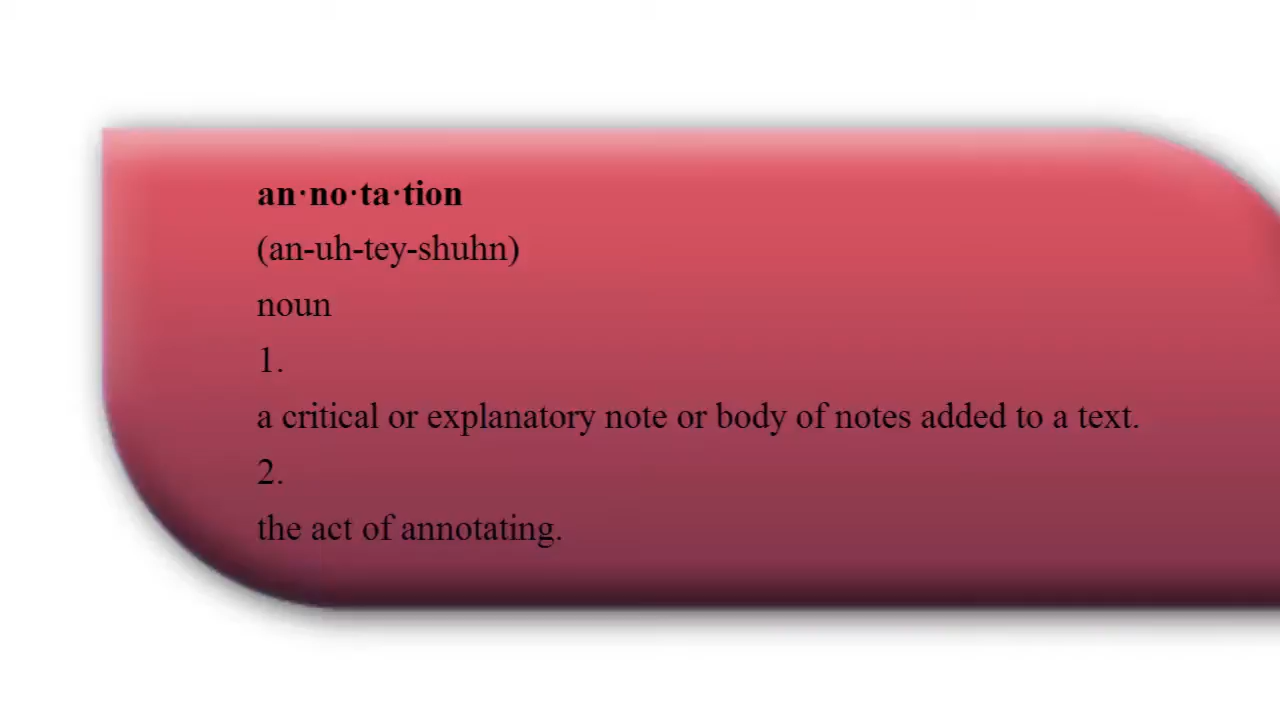 an·no·ta·tion
(an-uh-tey-shuhn)
noun
1.
a critical or explanatory note or body of notes added to a text.
2.
the act of annotating.